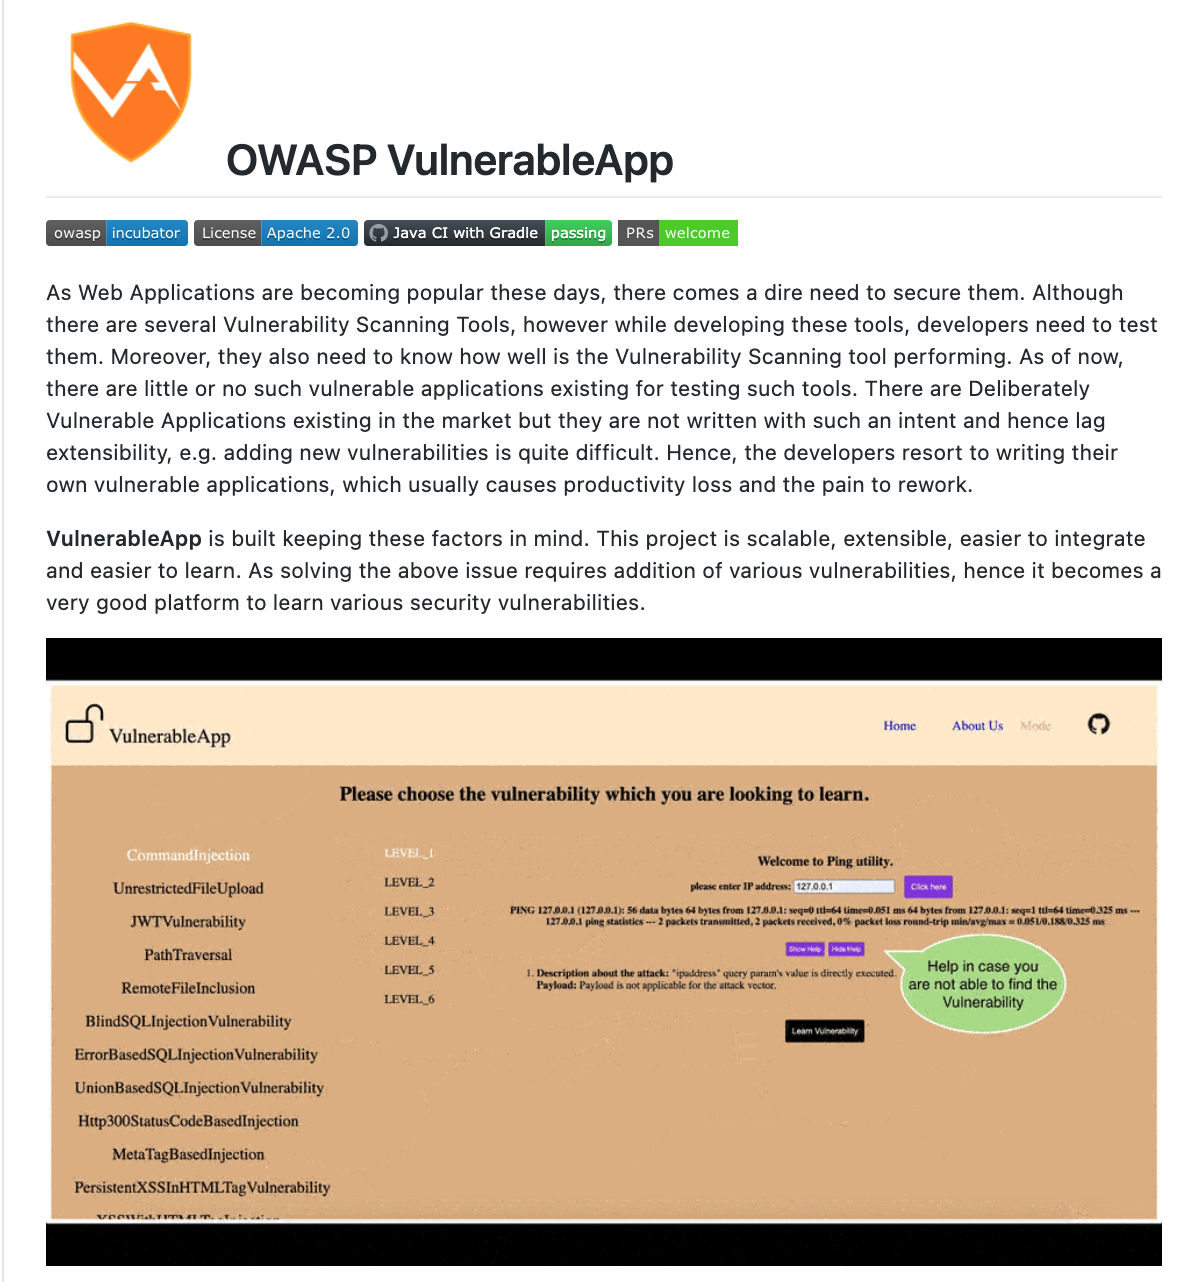 VA
OWASP VulnerableApp
owasp incubator License Apache 2.0 Java CI with Gradle passing PRs welcome
As Web Applications are becoming popular these days, there comes a dire need to secure them. Although
there are several Vulnerability Scanning Tools, however while developing these tools, developers need to test
them. Moreover, they also need to know how well is the Vulnerability Scanning tool performing. As of now,
there are little or no such vulnerable applications existing for testing such tools. There are Deliberately
Vulnerable Applications existing in the market but they are not written with such an intent and hence lag
extensibility, e.g. adding new vulnerabilities is quite difficult. Hence, the developers resort to writing their
own vulnerable applications, which usually causes productivity loss and the pain to rework.
VulnerableApp is built keeping these factors in mind. This project is scalable, extensible, easier to integrate
and easier to learn. As solving the above issue requires addition of various vulnerabilities, hence it becomes a
very good platform to learn various security vulnerabilities.
VulnerableApp
Home About Us Mode
Please choose the vulnerability which you are looking to learn.
CommandInjection
UnrestrictedFileUpload
JWTVulnerability
PathTraversal
RemoteFileInclusion
BlindSQLInjectionVulnerability
ErrorBasedSQLInjectionVulnerability
UnionBasedSQLInjectionVulnerability
Http300StatusCodeBasedInjection
MetaTagBasedInjection
PersistentXSSInHTMLTagVulnerability
LEVEL_1
LEVEL_2
LEVEL_3
LEVEL_4
LEVEL_5
LEVEL_6
Welcome to Ping utility.
please enter IP address: 127.0.0.1 Click here
PING 127.0.0.1 (127.0.0.1): 56 data bytes 64 bytes from 127.0.0.1: seq=0 ttl=64 time=0.051 ms 64 bytes from 127.0.0.1: seq=1 ttl=64 time=0.325 ms ---
127.0.0.1 ping statistics --- 2 packets transmitted, 2 packets received, 0% packet loss round-trip min/avg/max = 0.051/0.188/0.325 ms
Show Help Hide Help
1. Description about the attack: "ipaddress" query param's value is directly executed.
Payload: Payload is not applicable for the attack vector.
Help in case you
are not able to find the
Vulnerability
Learn Vulnerability